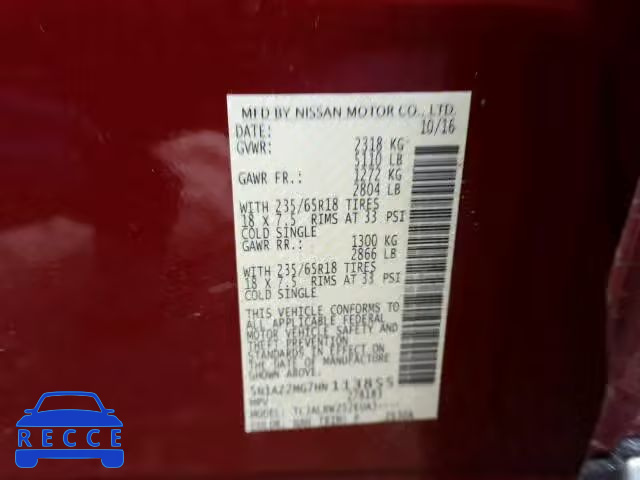 MFD BY NISSAN MOTOR CO., LTD.
DATE: 10/16
GVWR: 2318 KG
5110 LB
GAWR FR.: 1272 KG
2804 LB
WITH 235/65R18 TIRES
18 X 7.5 RIMS AT 33 PSI
COLD SINGLE
GAWR RR.: 1300 KG
2866 LB
WITH 235/65R18 TIRES
18 X 7.5 RIMS AT 33 PSI
COLD SINGLE
THIS VEHICLE CONFORMS TO
ALL APPLICABLE FEDERAL
MOTOR VEHICLE SAFETY AND
THEFT PREVENTION
STANDARDS IN EFFECT ON
THE DATE OF MANUFACTURE
SHOWN ABOVE.
5N1AZ2MG7HN113855
MPV
MODEL:
COLOR: TRIM:
RECCE